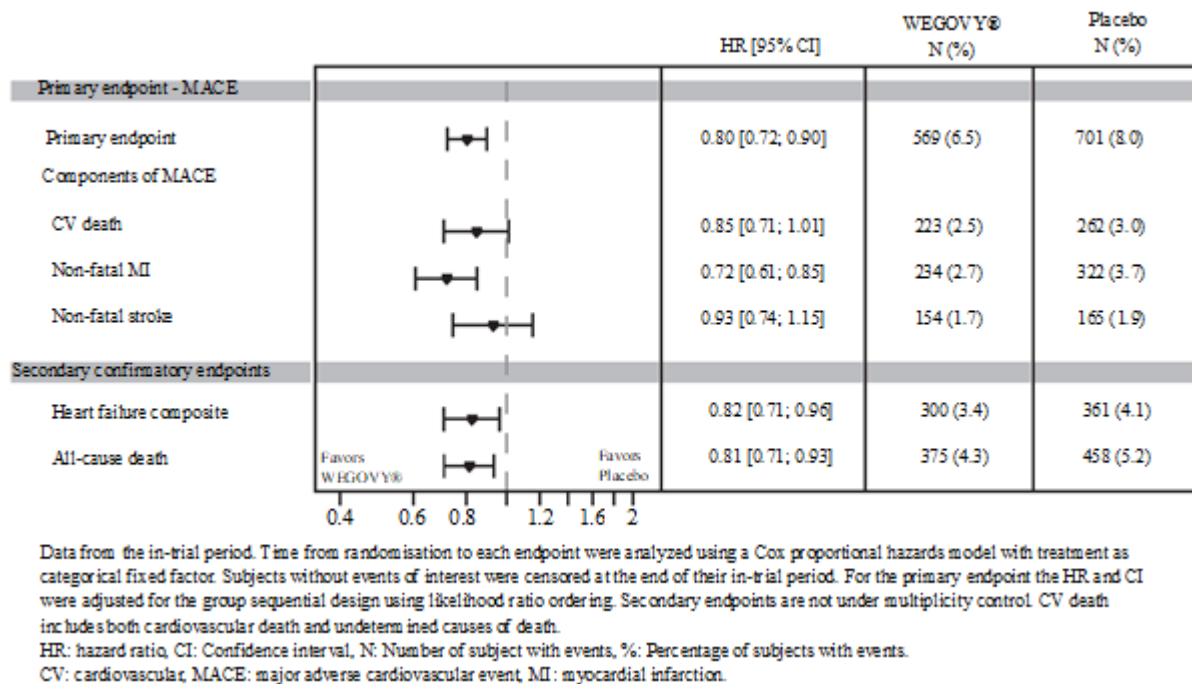 HR [95% CI] WEGOVY® N (%) Placebo N (%)
Primary endpoint - MACE
Primary endpoint 0.80 [0.72; 0.90] 569 (6.5) 701 (8.0)
Components of MACE
CV death 0.85 [0.71; 1.01] 223 (2.5) 262 (3.0)
Non-fatal MI 0.72 [0.61; 0.85] 234 (2.7) 322 (3.7)
Non-fatal stroke 0.93 [0.74; 1.15] 154 (1.7) 165 (1.9)
Secondary confirmatory endpoints
Heart failure composite 0.82 [0.71; 0.96] 300 (3.4) 361 (4.1)
All-cause death 0.81 [0.71; 0.93] 375 (4.3) 458 (5.2)
Favors WEGOVY® Favors Placebo
0.4 0.6 0.8 1.2 1.6 2
Data from the in-trial period. Time from randomisation to each endpoint were analyzed using a Cox proportional hazards model with treatment as
categorical fixed factor. Subjects without events of interest were censored at the end of their in-trial period. For the primary endpoint the HR and CI
were adjusted for the group sequential design using likelihood ratio ordering. Secondary endpoints are not under multiplicity control. CV death
includes both cardiovascular death and undetermined causes of death.
HR: hazard ratio, CI: Confidence interval, N: Number of subject with events, %: Percentage of subjects with events.
CV: cardiovascular, MACE: major adverse cardiovascular event, MI: myocardial infarction.